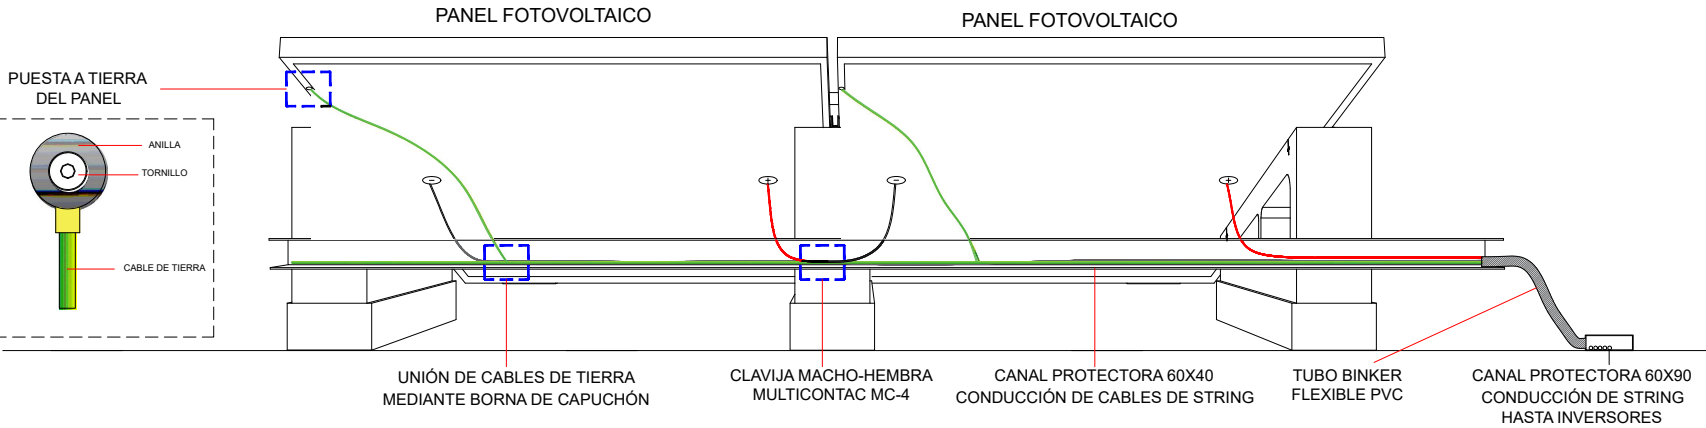 PANEL FOTOVOLTAICO
PANEL FOTOVOLTAICO
PUESTA A TIERRA
DEL PANEL
ANILLA
TORNILLO
CABLE DE TIERRA
UNIÓN DE CABLES DE TIERRA
MEDIANTE BORNA DE CAPUCHÓN
CLAVIJA MACHO-HEMBRA
MULTICONTAC MC-4
CANAL PROTECTORA 60X40
CONDUCCIÓN DE CABLES DE STRING
TUBO BINKER
FLEXIBLE PVC
CANAL PROTECTORA 60X90
CONDUCCIÓN DE STRING
HASTA INVERSORES